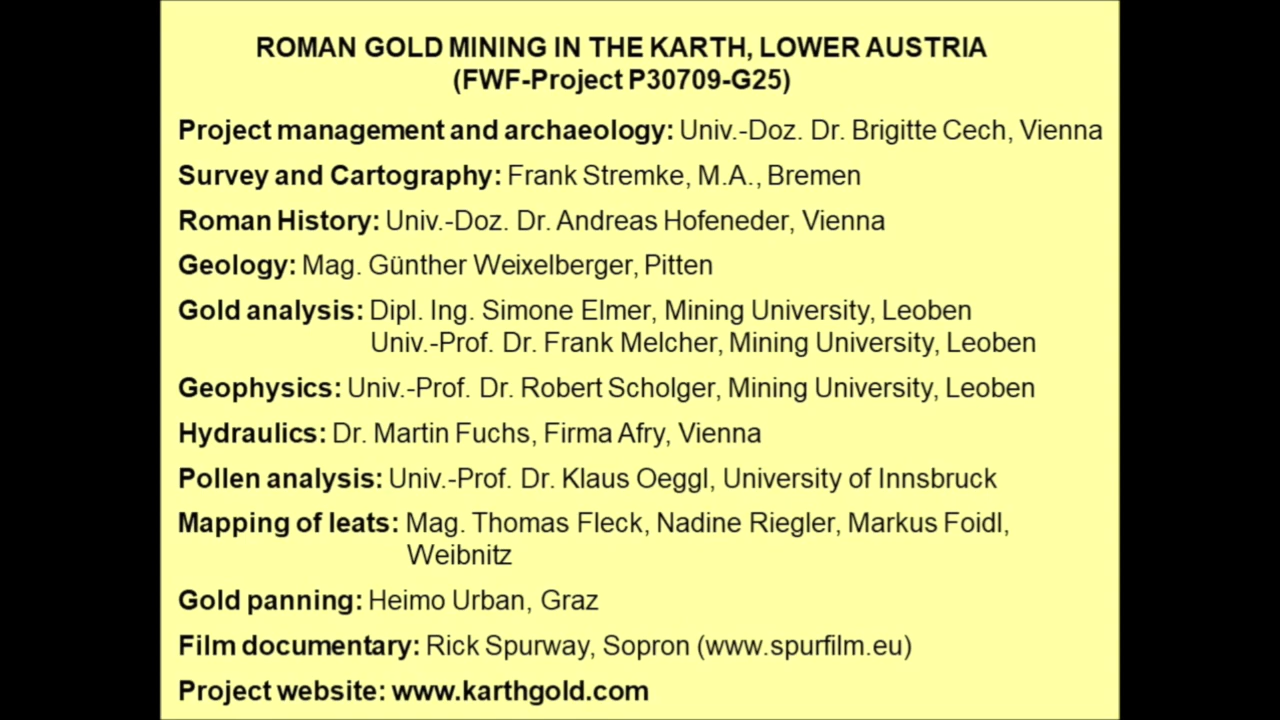 ROMAN GOLD MINING IN THE KARTH, LOWER AUSTRIA
(FWF-Project P30709-G25)
Project management and archaeology: Univ.-Doz. Dr. Brigitte Cech, Vienna
Survey and Cartography: Frank Stremke, M.A., Bremen
Roman History: Univ.-Doz. Dr. Andreas Hofeneder, Vienna
Geology: Mag. Günther Weixelberger, Pitten
Gold analysis: Dipl. Ing. Simone Elmer, Mining University, Leoben
Univ.-Prof. Dr. Frank Melcher, Mining University, Leoben
Geophysics: Univ.-Prof. Dr. Robert Scholger, Mining University, Leoben
Hydraulics: Dr. Martin Fuchs, Firma Afry, Vienna
Pollen analysis: Univ.-Prof. Dr. Klaus Oeggl, University of Innsbruck
Mapping of leats: Mag. Thomas Fleck, Nadine Riegler, Markus Foidl,
Weibnitz
Gold panning: Heimo Urban, Graz
Film documentary: Rick Spurway, Sopron (www.spurfilm.eu)
Project website: www.karthgold.com